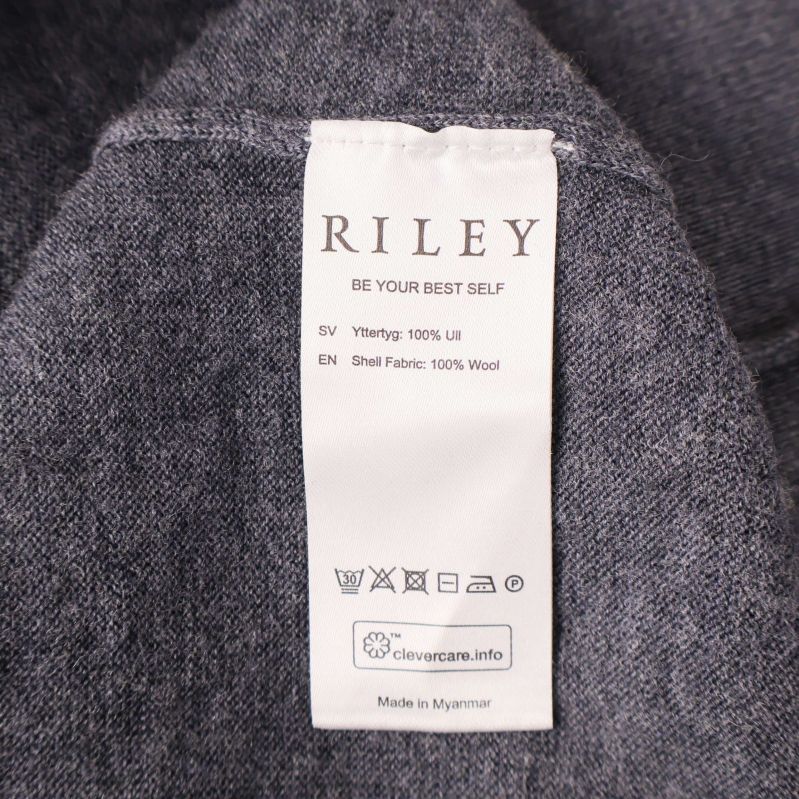 RILEY
BE YOUR BEST SELF
SV Yttertyg: 100% Ull
EN Shell Fabric: 100% Wool
30 P
™ clevercare.info
Made in Myanmar